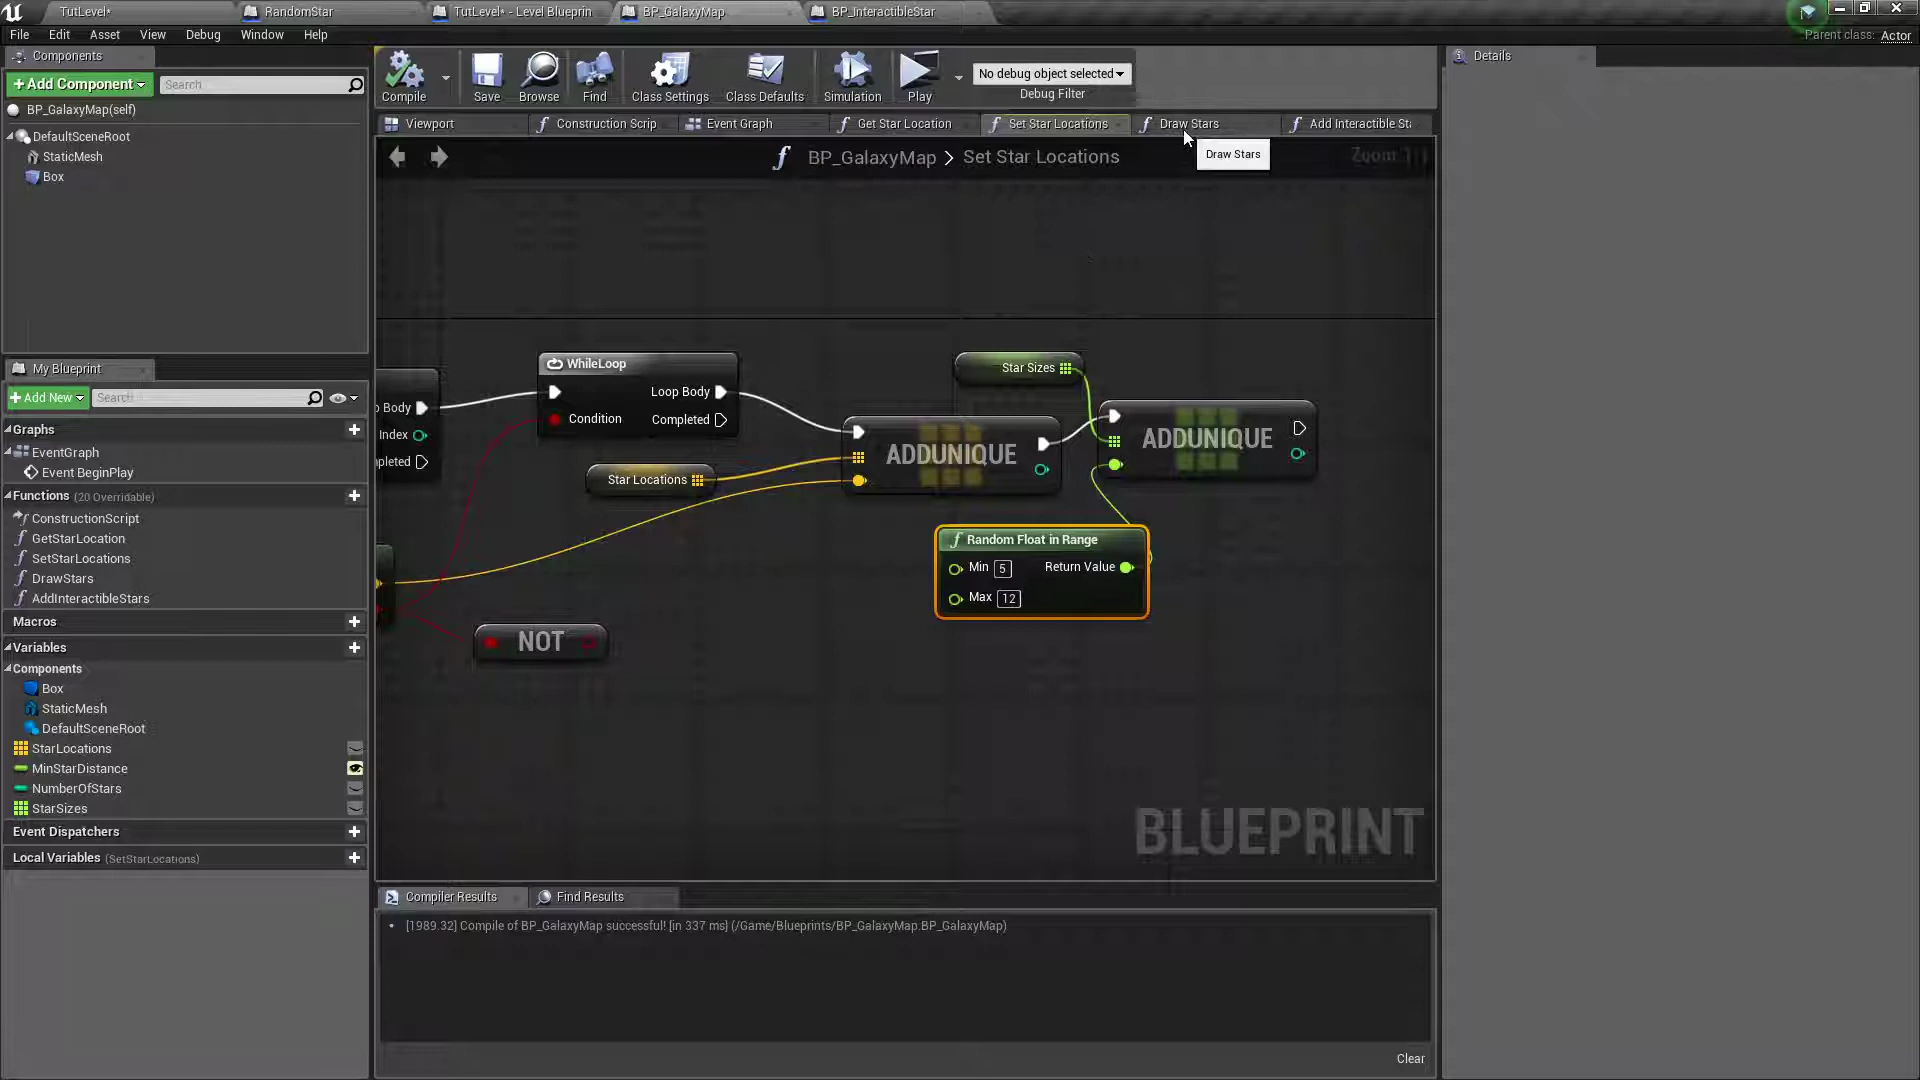 TutLevel*
RandomStar
TutLevel* - Level Blueprin
BP_GalaxyMap
BP_InteractibleStar
File Edit Asset View Debug Window Help
Parent class: Actor
Components
+Add Component
Search
BP_GalaxyMap(self)
DefaultSceneRoot
StaticMesh
Box
Compile
Save
Browse
Find
Class Settings
Class Defaults
Simulation
Play
No debug object selected
Debug Filter
Details
Viewport
Construction Scrip
Event Graph
Get Star Location
Set Star Locations
Draw Stars
Add Interactible Sta
BP_GalaxyMap > Set Star Locations
Draw Stars
Zoom 1:1
WhileLoop
Loop Body
Condition
Completed
Body
Index
pleted
Star Locations
ADDUNIQUE
Star Sizes
ADDUNIQUE
Random Float in Range
Min 5 Return Value
Max 12
NOT
BLUEPRINT
My Blueprint
+Add New
Search
Graphs
EventGraph
Event BeginPlay
Functions (20 Overridable)
ConstructionScript
GetStarLocation
SetStarLocations
DrawStars
AddInteractibleStars
Macros
Variables
Components
Box
StaticMesh
DefaultSceneRoot
StarLocations
MinStarDistance
NumberOfStars
StarSizes
Event Dispatchers
Local Variables (SetStarLocations)
Compiler Results
Find Results
• [1989.32] Compile of BP_GalaxyMap successful! [in 337 ms] (/Game/Blueprints/BP_GalaxyMap.BP_GalaxyMap)
Clear